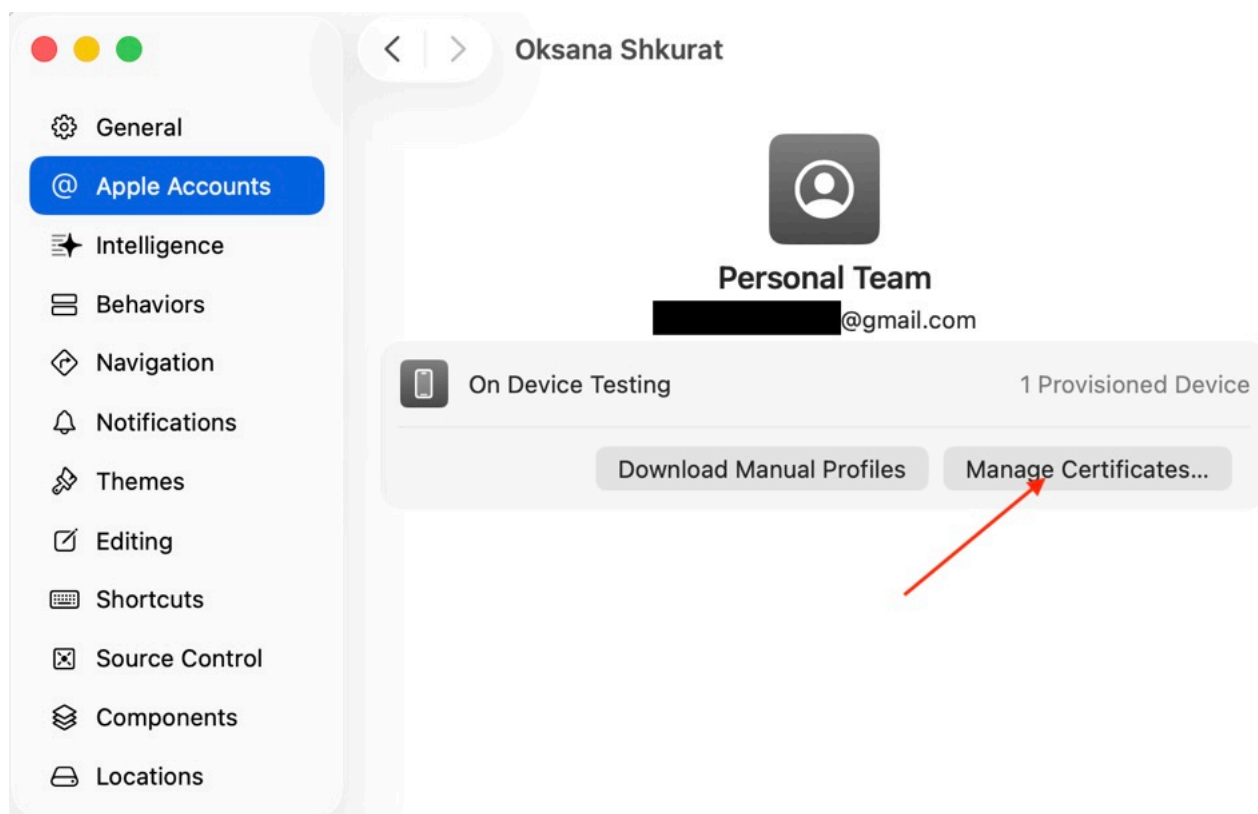 Oksana Shkurat
General
Apple Accounts
Intelligence
Behaviors
Navigation
Notifications
Themes
Editing
Shortcuts
Source Control
Components
Locations
Personal Team
@gmail.com
On Device Testing 1 Provisioned Device
Download Manual Profiles Manage Certificates...